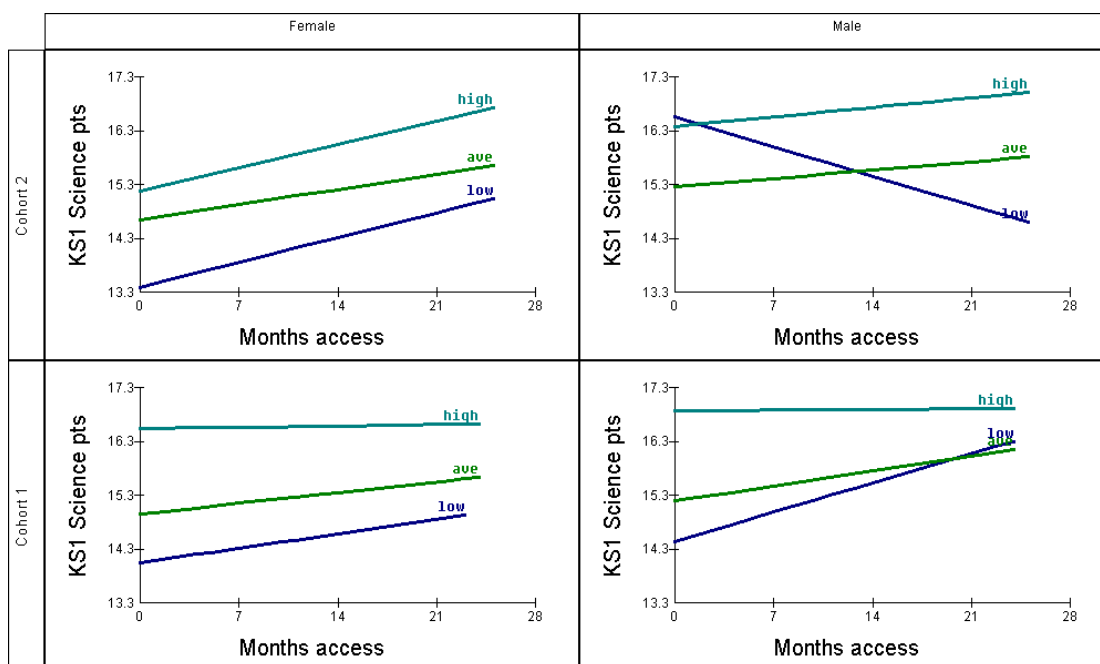 Female
Male
Cohort 2
KS1 Science pts
17.3
16.3
15.3
14.3
13.3
high
ave
low
0 7 14 21 28
Months access
KS1 Science pts
17.3
16.3
15.3
14.3
13.3
high
ave
low
0 7 14 21 28
Months access
Cohort 1
KS1 Science pts
17.3
16.3
15.3
14.3
13.3
high
ave
low
0 7 14 21 28
Months access
KS1 Science pts
17.3
16.3
15.3
14.3
13.3
high
low
ave
0 7 14 21 28
Months access